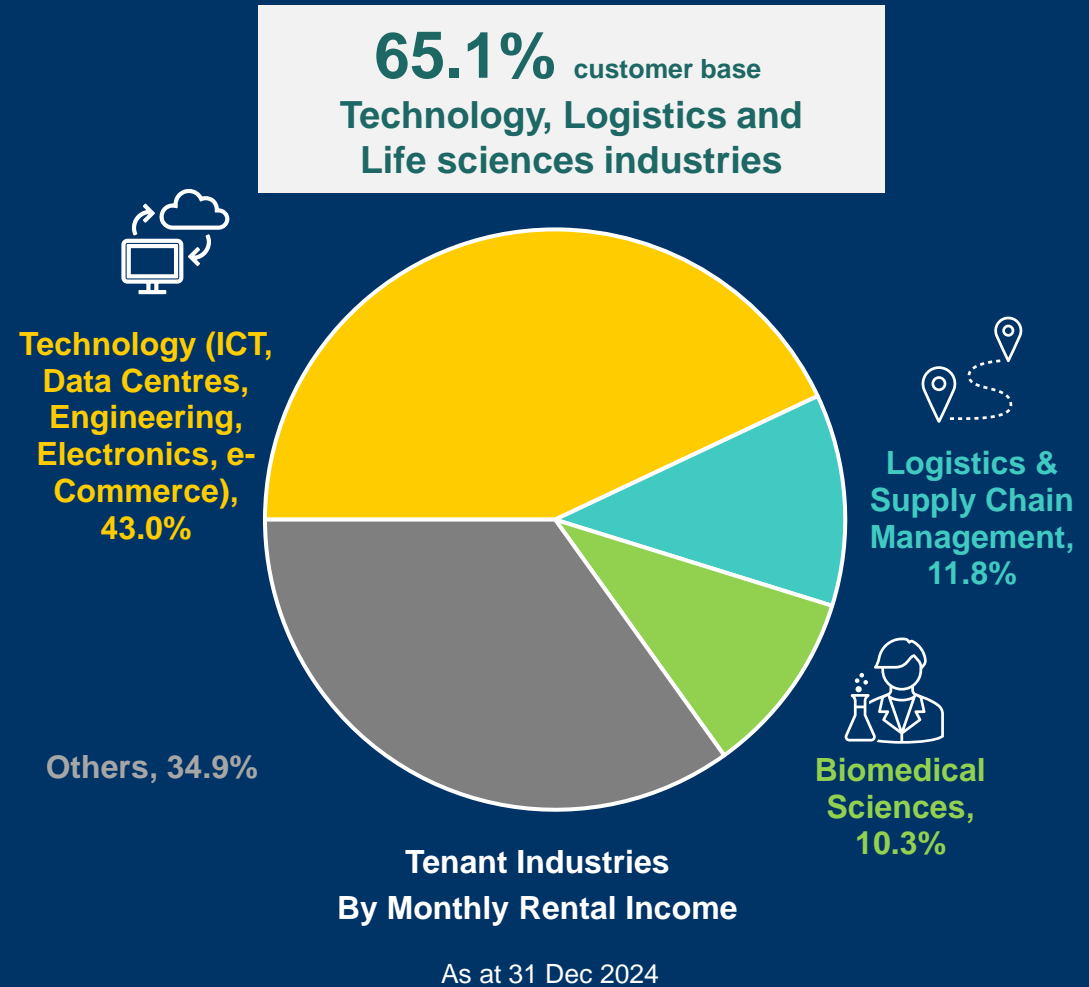 65.1% customer base
Technology, Logistics and
Life sciences industries
Technology (ICT,
Data Centres,
Engineering,
Electronics, e-
Commerce),
43.0%
Logistics &
Supply Chain
Management,
11.8%
Others, 34.9%
Biomedical
Sciences,
10.3%
Tenant Industries
By Monthly Rental Income
As at 31 Dec 2024